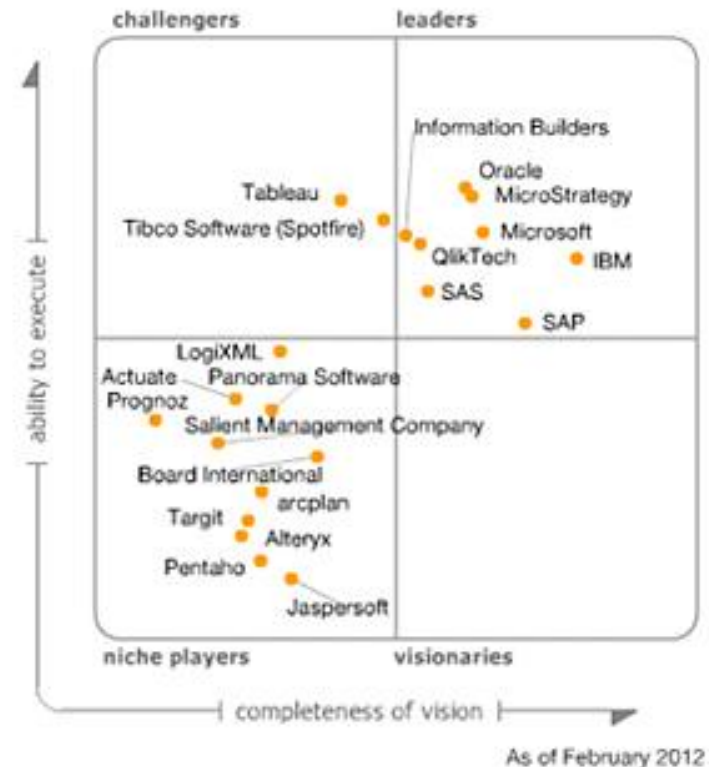 challengers
leaders
Information Builders
Oracle
Tableau
MicroStrategy
Tibco Software (Spotfire)
Microsoft
QlikTech
IBM
SAS
SAP
ability to execute
LogiXML
Actuate
Panorama Software
Prognoz
Salient Management Company
Board International
arcplan
Targit
Alteryx
Pentaho
Jaspersoft
niche players
visionaries
completeness of vision
As of February 2012